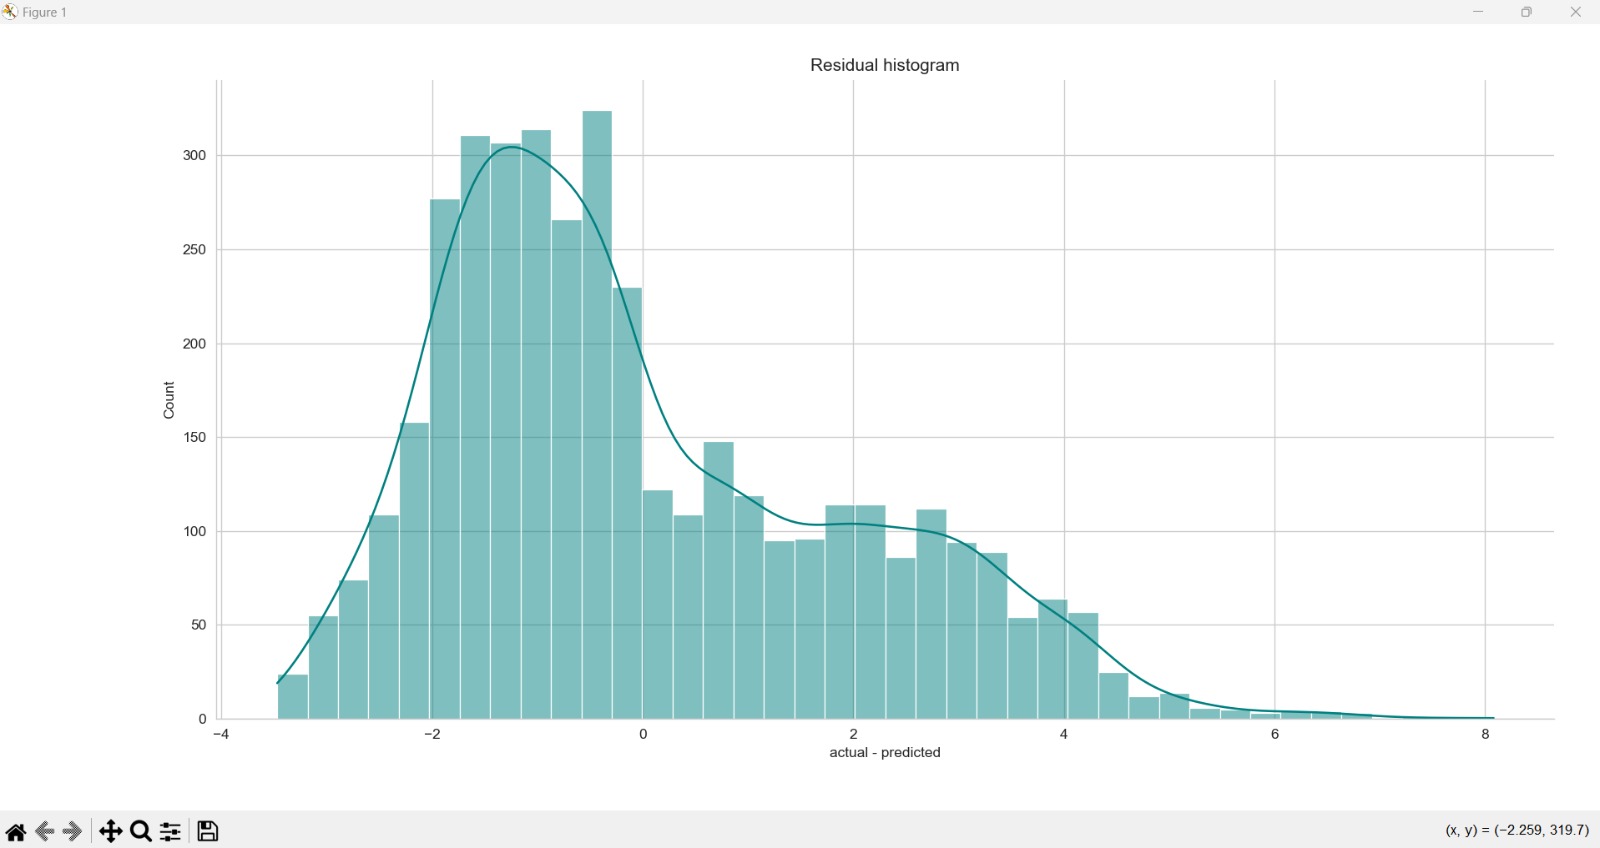 Figure 1
Residual histogram
300
250
200
150
100
50
0
Count
−4 −2 0 2 4 6 8
actual - predicted
(x, y) = (−2.259, 319.7)